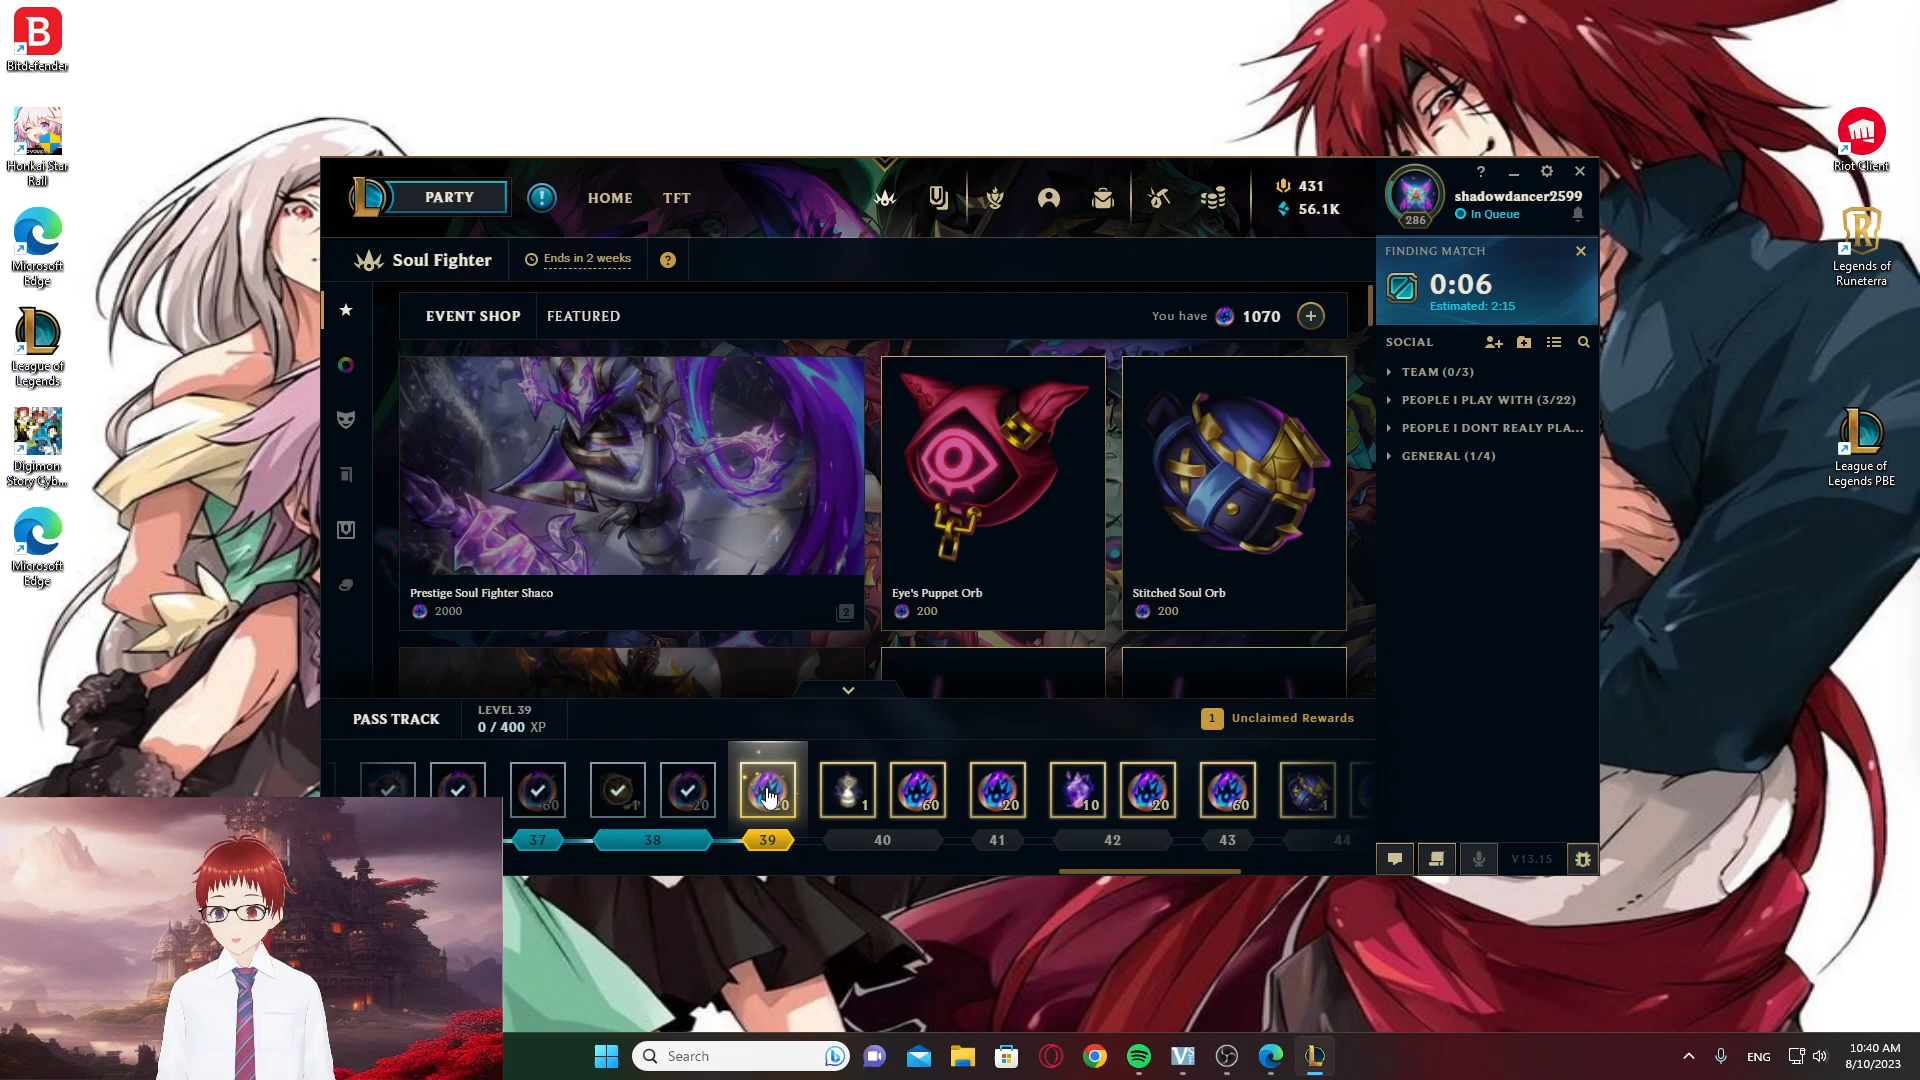 Bitdefender
Honkai Star
Rail
Microsoft
Edge
League of
Legends
Digimon
Story Cyb...
Microsoft
Edge
Riot Client
Legends of
Runeterra
League of
Legends PBE
PARTY
HOME
TFT
431
56.1K
286
shadowdancer2599
In Queue
FINDING MATCH
0:06
Estimated: 2:15
SOCIAL
TEAM (0/3)
PEOPLE I PLAY WITH (3/22)
PEOPLE I DONT REALY PLA...
GENERAL (1/4)
V13.15
Soul Fighter
Ends in 2 weeks
?
EVENT SHOP
FEATURED
You have 1070
Prestige Soul Fighter Shaco
2000
2
Eye's Puppet Orb
200
Stitched Soul Orb
200
PASS TRACK
LEVEL 39
0 / 400 XP
1 Unclaimed Rewards
60
1
20
20
1
60
20
10
20
60
1
37
38
39
40
41
42
43
44
Search
ENG
10:40 AM
8/10/2023